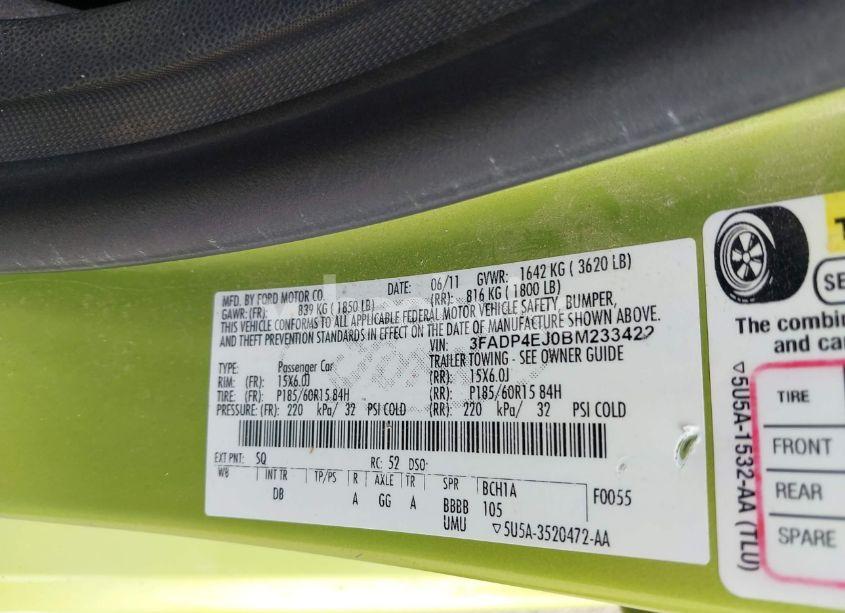 MFD. BY FORD MOTOR CO.
DATE: 06/11 GVWR: 1642 KG ( 3620 LB)
GAWR: (FR): 839 KG ( 1850 LB) (RR): 816 KG ( 1800 LB)
THIS VEHICLE CONFORMS TO ALL APPLICABLE FEDERAL MOTOR VEHICLE SAFETY, BUMPER,
AND THEFT PREVENTION STANDARDS IN EFFECT ON THE DATE OF MANUFACTURE SHOWN ABOVE.
VIN: 3FADP4EJ0BM233422
TYPE: Passenger Car TRAILER TOWING - SEE OWNER GUIDE
RIM: (FR): 15X6.0J (RR): 15X6.0J
TIRE: (FR): P185/60R15 84H (RR): P185/60R15 84H
PRESSURE: (FR): 220 kPa/ 32 PSI COLD (RR): 220 kPa/ 32 PSI COLD
EXT PNT: SQ RC: 52 DSO:
WB INT TR TP/PS R AXLE TR SPR BCH1A F0055
DB A GG A BBBB 105
UMU ▽5U5A-3520472-AA
T
SE
The combin
and ca
▽5U5A-1532-AA (TLU)
TIRE
FRONT
REAR
SPARE